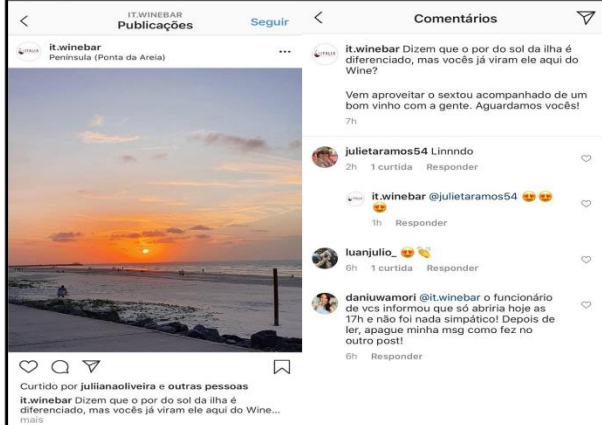 IT.WINEBAR
Publicações
Seguir
it.winebar
Península (Ponta da Areia)
Curtido por juliianaoliveira e outras pessoas
it.winebar Dizem que o por do sol da ilha é
diferenciado, mas vocês já viram ele aqui do Wine...
mais
Comentários
it.winebar Dizem que o por do sol da ilha é
diferenciado, mas vocês já viram ele aqui do
Wine?
Vem aproveitar o sextou acompanhado de um
bom vinho com a gente. Aguardamos vocês!
7h
julietaramos54 Linnndo
2h 1 curtida Responder
it.winebar @julietaramos54 😍😍
😍
1h Responder
luanjulio_ 😍👏
6h 1 curtida Responder
daniuwamori @it.winebar o funcionário
de vcs informou que só abriria hoje as
17h e não foi nada simpático! Depois de
ler, apague minha msg como fez no
outro post!
6h Responder